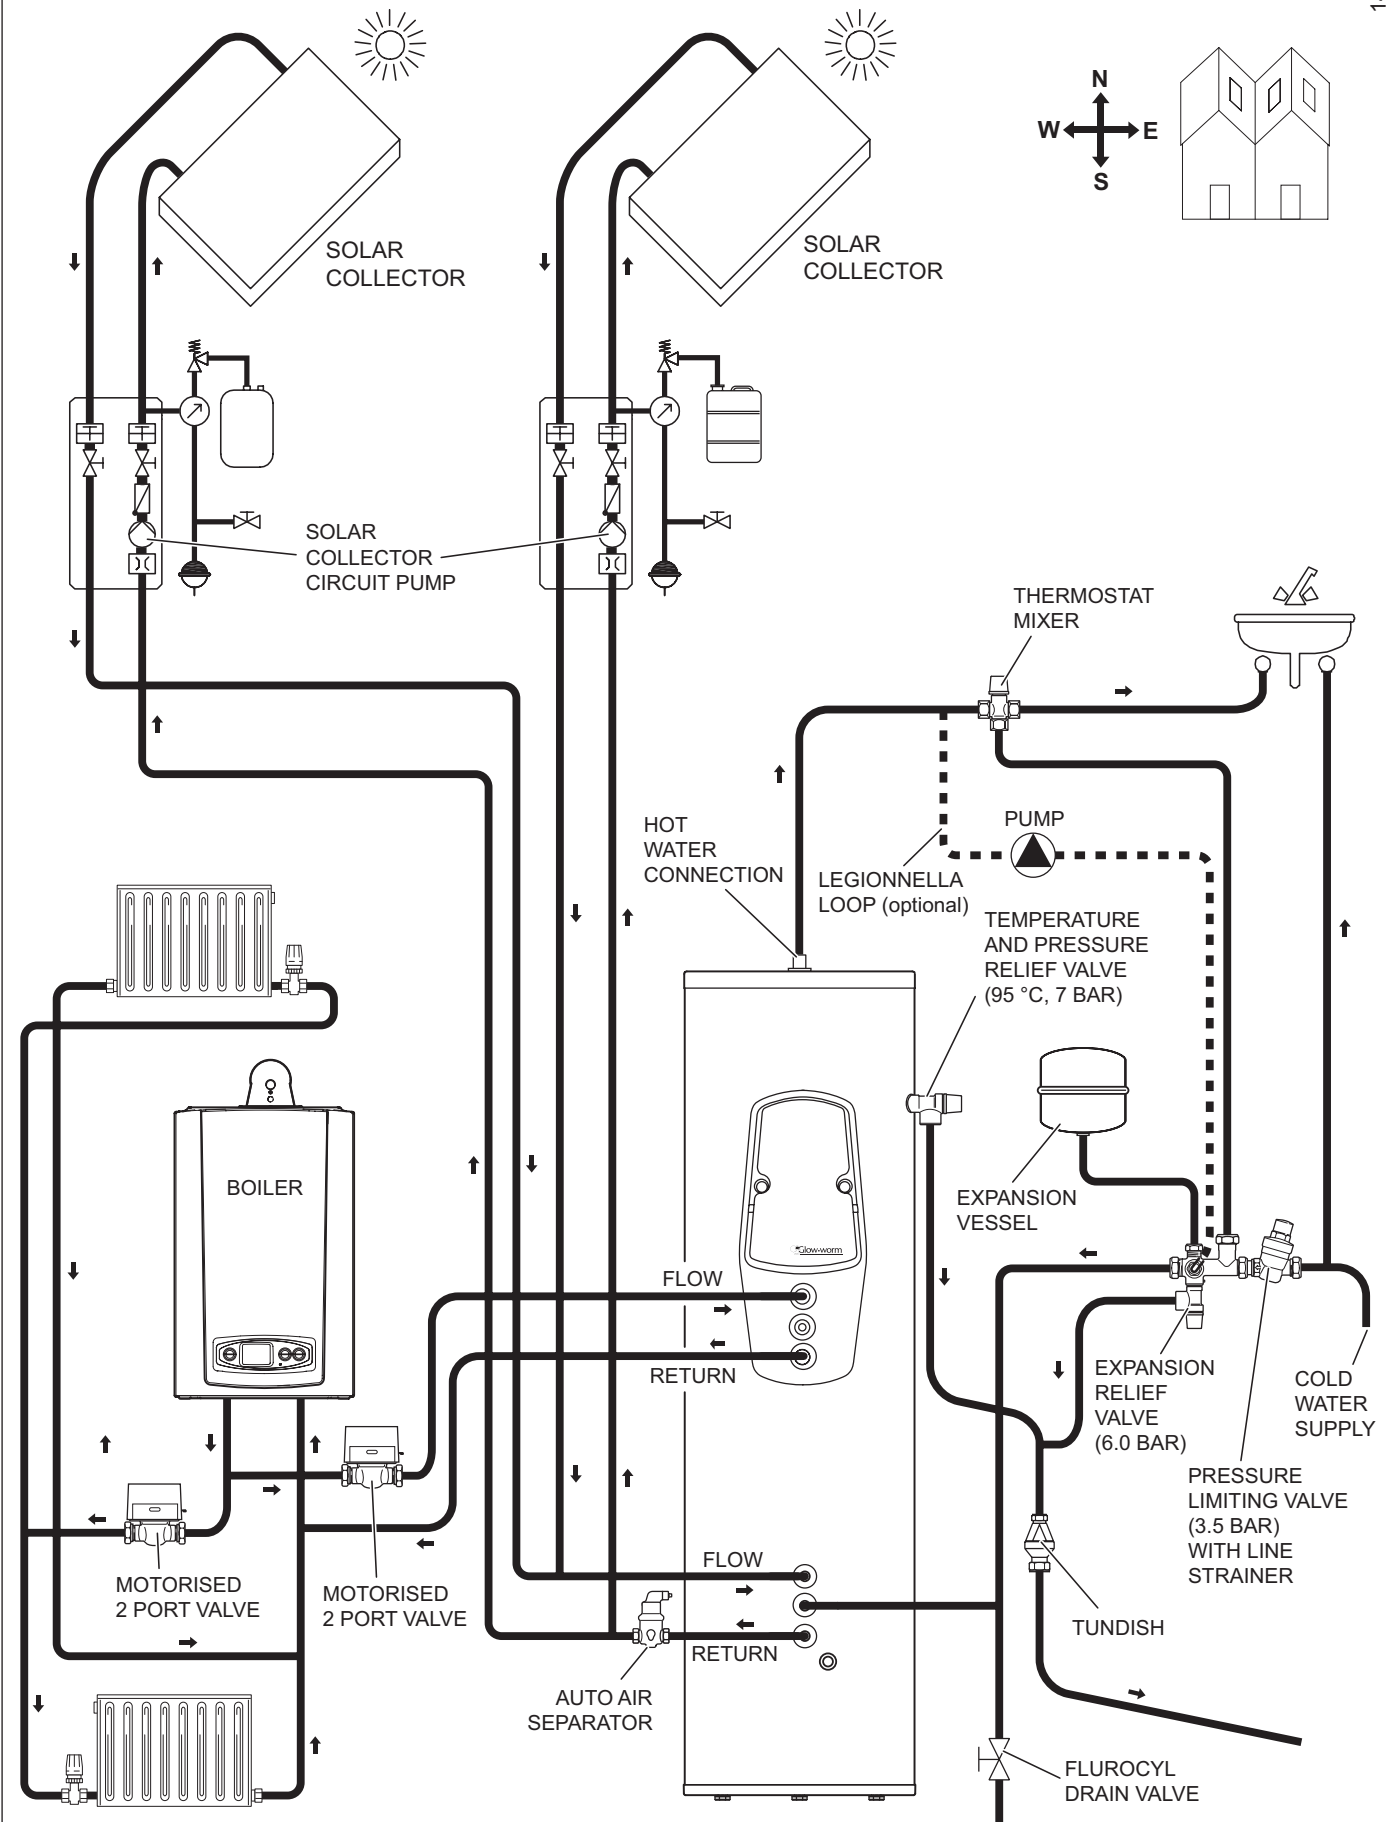 N
W
E
S
SOLAR
COLLECTOR
SOLAR
COLLECTOR
SOLAR
COLLECTOR
CIRCUIT PUMP
THERMOSTAT
MIXER
HOT
WATER
CONNECTION
PUMP
LEGIONNELLA
LOOP (optional)
TEMPERATURE
AND PRESSURE
RELIEF VALVE
(95 °C, 7 BAR)
BOILER
EXPANSION
VESSEL
Glow-worm
FLOW
RETURN
EXPANSION
RELIEF
VALVE
(6.0 BAR)
COLD
WATER
SUPPLY
PRESSURE
LIMITING VALVE
(3.5 BAR)
WITH LINE
STRAINER
MOTORISED
2 PORT VALVE
MOTORISED
2 PORT VALVE
FLOW
RETURN
TUNDISH
AUTO AIR
SEPARATOR
FLUROCYL
DRAIN VALVE